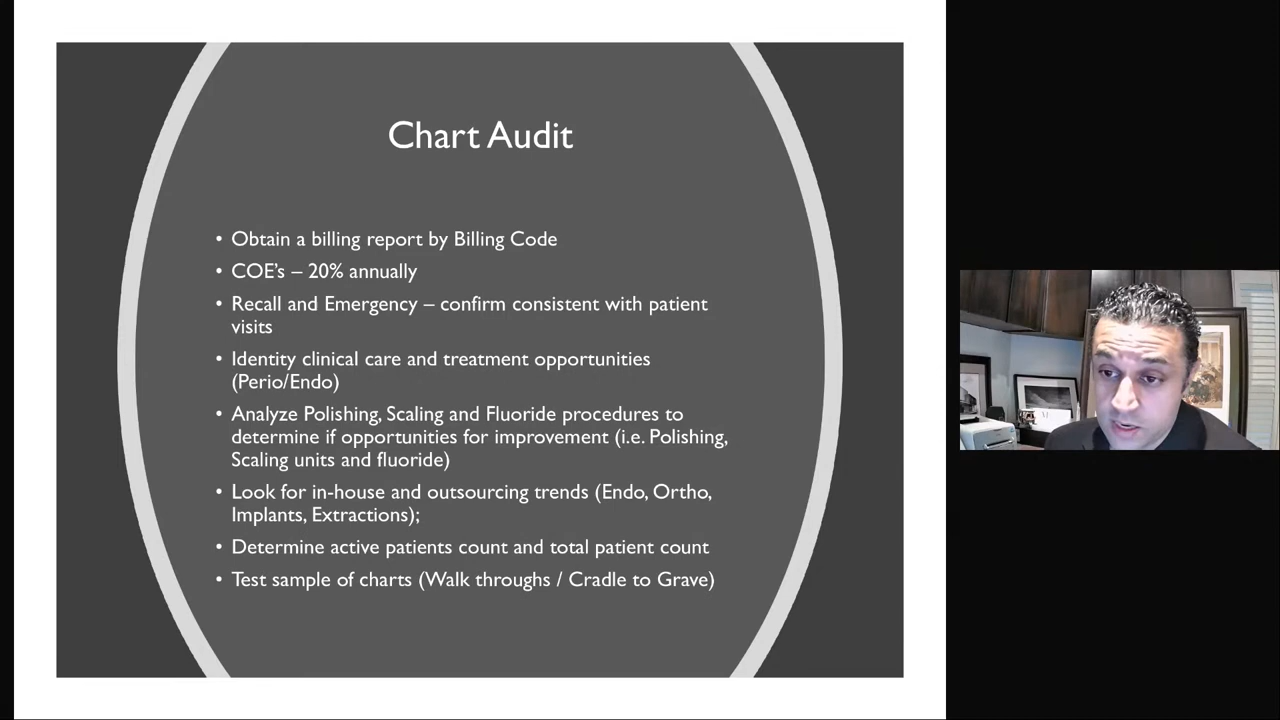 Chart Audit
• Obtain a billing report by Billing Code
• COE's – 20% annually
• Recall and Emergency – confirm consistent with patient
visits
• Identity clinical care and treatment opportunities
(Perio/Endo)
• Analyze Polishing, Scaling and Fluoride procedures to
determine if opportunities for improvement (i.e. Polishing,
Scaling units and fluoride)
• Look for in-house and outsourcing trends (Endo, Ortho,
Implants, Extractions);
• Determine active patients count and total patient count
• Test sample of charts (Walk throughs / Cradle to Grave)